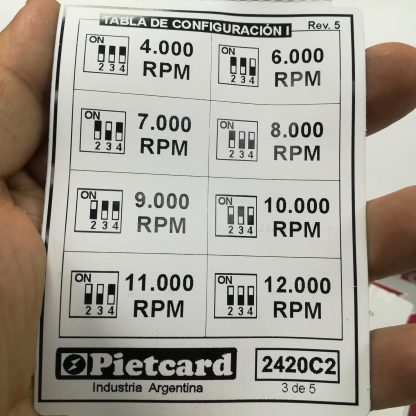 TABLA DE CONFIGURACIÓN I Rev. 5
ON 4.000 ON 6.000
2 3 4 RPM 2 3 4 RPM
ON 7.000 ON 8.000
2 3 4 RPM 2 3 4 RPM
ON 9.000 ON 10.000
2 3 4 RPM 2 3 4 RPM
ON 11.000 ON 12.000
2 3 4 RPM 2 3 4 RPM
Pietcard 2420C2
Industria Argentina 3 de 5